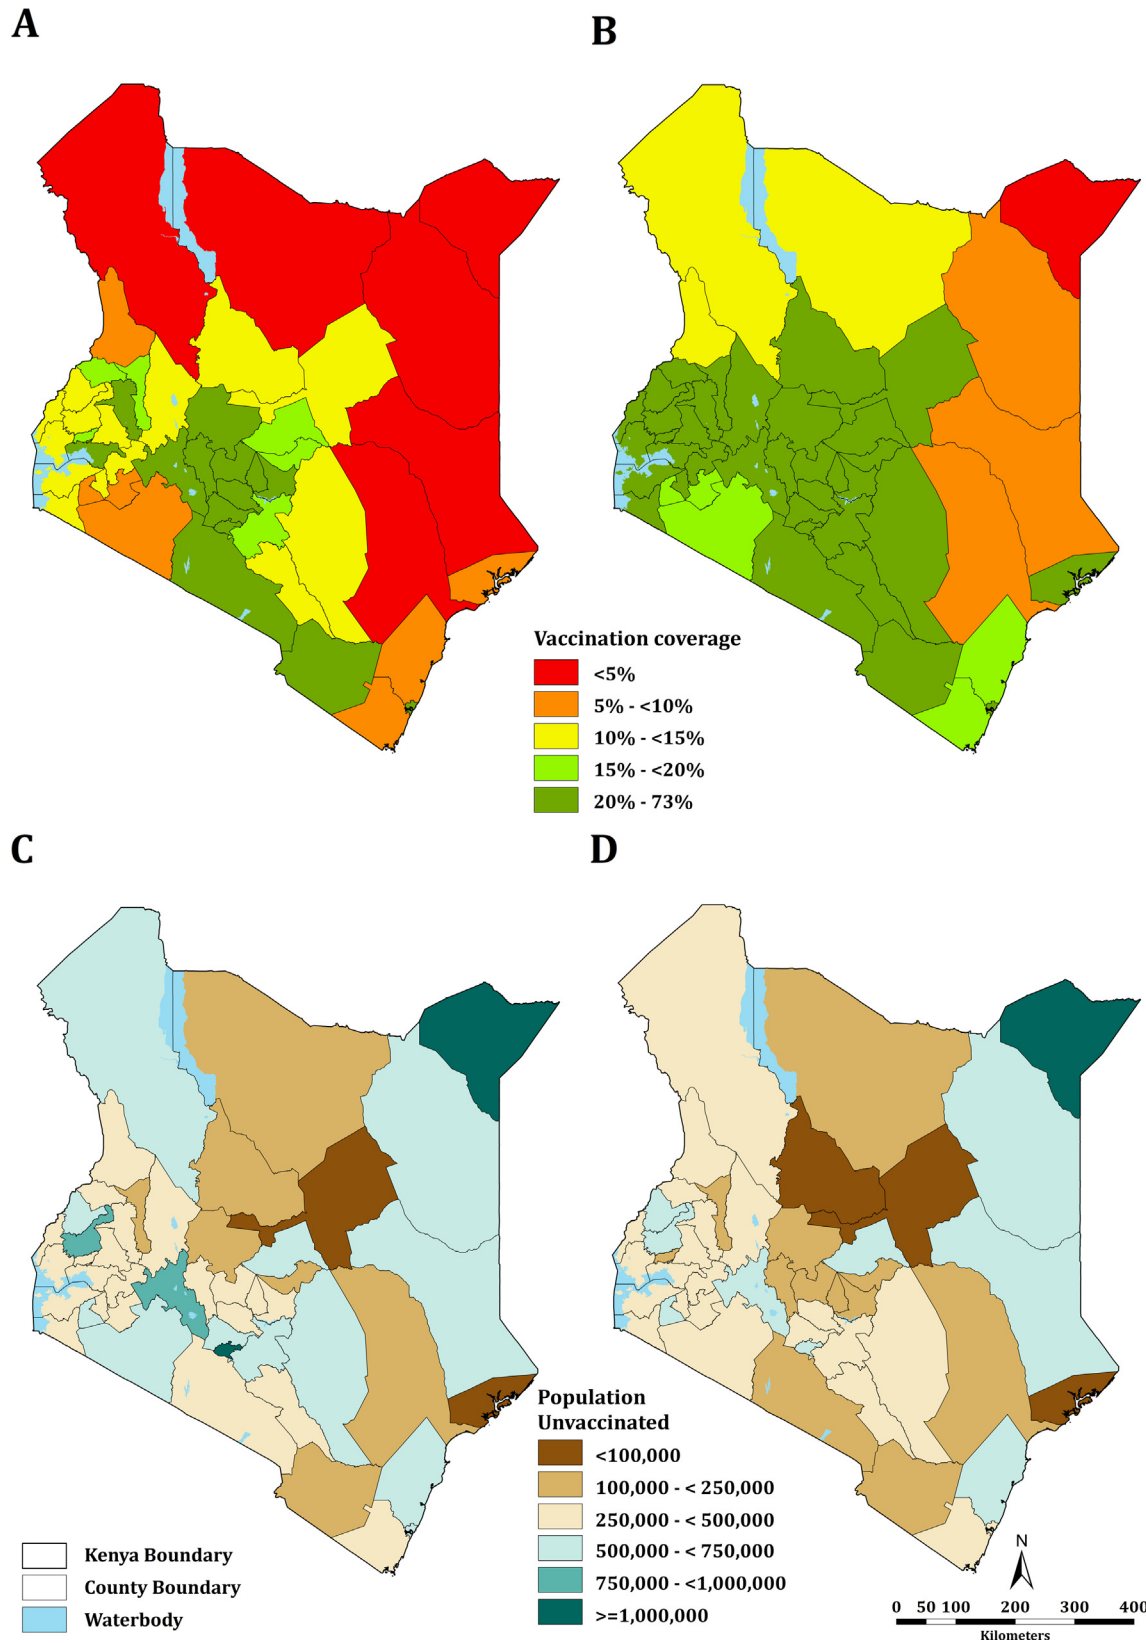 A
B
Vaccination coverage
<5%
5% - <10%
10% - <15%
15% - <20%
20% - 73%
C
D
Population
Unvaccinated
<100,000
100,000 - < 250,000
250,000 - < 500,000
500,000 - < 750,000
750,000 - <1,000,000
>=1,000,000
Kenya Boundary
County Boundary
Waterbody
N
0 50 100 200 300 400
Kilometers